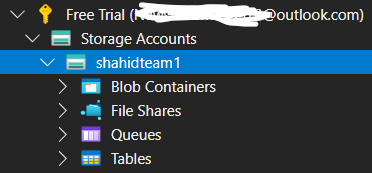 Free Trial ( @outlook.com)
Storage Accounts
shahidteam1
Blob Containers
File Shares
Queues
Tables